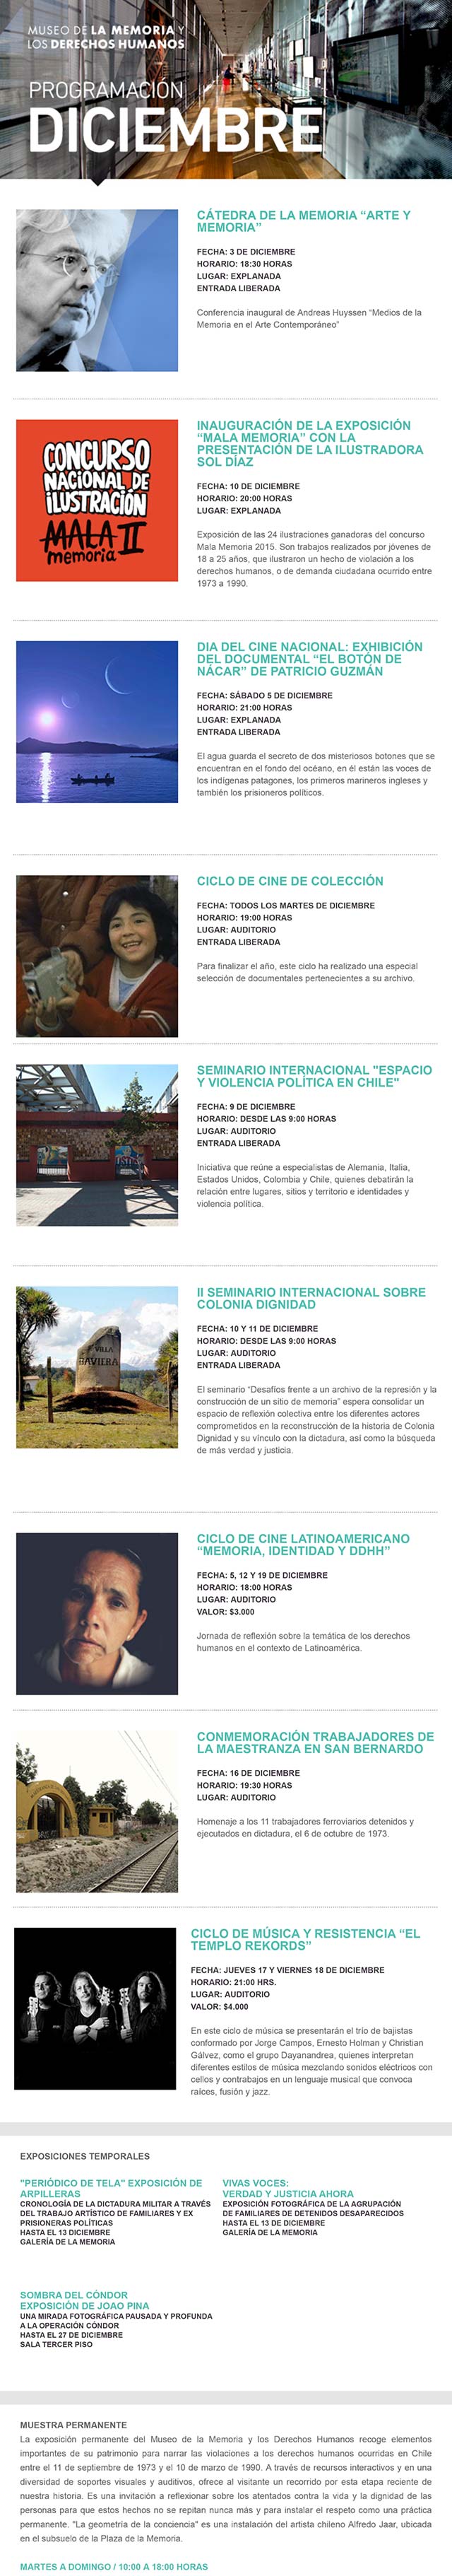 MUSEO DE LA MEMORIA Y
LOS DERECHOS HUMANOS
PROGRAMACIÓN
DICIEMBRE
CÁTEDRA DE LA MEMORIA “ARTE Y
MEMORIA”
FECHA: 3 DE DICIEMBRE
HORARIO: 18:30 HORAS
LUGAR: EXPLANADA
ENTRADA LIBERADA
Conferencia inaugural de Andreas Huyssen “Medios de la
Memoria en el Arte Contemporáneo”
CONCURSO
NACIONAL DE
ILUSTRACIÓN
MALA II
memoria
INAUGURACIÓN DE LA EXPOSICIÓN
“MALA MEMORIA” CON LA
PRESENTACIÓN DE LA ILUSTRADORA
SOL DÍAZ
FECHA: 10 DE DICIEMBRE
HORARIO: 20:00 HORAS
LUGAR: EXPLANADA
Exposición de las 24 ilustraciones ganadoras del concurso
Mala Memoria 2015. Son trabajos realizados por jóvenes de
18 a 25 años, que ilustraron un hecho de violación a los
derechos humanos, o de demanda ciudadana ocurrido entre
1973 a 1990.
DIA DEL CINE NACIONAL: EXHIBICIÓN
DEL DOCUMENTAL “EL BOTÓN DE
NÁCAR” DE PATRICIO GUZMÁN
FECHA: SÁBADO 5 DE DICIEMBRE
HORARIO: 21:00 HORAS
LUGAR: EXPLANADA
ENTRADA LIBERADA
El agua guarda el secreto de dos misteriosos botones que se
encuentran en el fondo del océano, en él están las voces de
los indígenas patagones, los primeros marineros ingleses y
también los prisioneros políticos.
CICLO DE CINE DE COLECCIÓN
FECHA: TODOS LOS MARTES DE DICIEMBRE
HORARIO: 19:00 HORAS
LUGAR: AUDITORIO
ENTRADA LIBERADA
Para finalizar el año, este ciclo ha realizado una especial
selección de documentales pertenecientes a su archivo.
SEMINARIO INTERNACIONAL "ESPACIO
Y VIOLENCIA POLÍTICA EN CHILE"
FECHA: 9 DE DICIEMBRE
HORARIO: DESDE LAS 9:00 HORAS
LUGAR: AUDITORIO
ENTRADA LIBERADA
Iniciativa que reúne a especialistas de Alemania, Italia,
Estados Unidos, Colombia y Chile, quienes debatirán la
relación entre lugares, sitios y territorio e identidades y
violencia política.
VILLA
BAVIERA
II SEMINARIO INTERNACIONAL SOBRE
COLONIA DIGNIDAD
FECHA: 10 Y 11 DE DICIEMBRE
HORARIO: DESDE LAS 9:00 HORAS
LUGAR: AUDITORIO
ENTRADA LIBERADA
El seminario “Desafíos frente a un archivo de la represión y la
construcción de un sitio de memoria” espera consolidar un
espacio de reflexión colectiva entre los diferentes actores
comprometidos en la reconstrucción de la historia de Colonia
Dignidad y su vínculo con la dictadura, así como la búsqueda
de más verdad y justicia.
CICLO DE CINE LATINOAMERICANO
“MEMORIA, IDENTIDAD Y DDHH”
FECHA: 5, 12 Y 19 DE DICIEMBRE
HORARIO: 18:00 HORAS
LUGAR: AUDITORIO
VALOR: $3.000
Jornada de reflexión sobre la temática de los derechos
humanos en el contexto de Latinoamérica.
CONMEMORACIÓN TRABAJADORES DE
LA MAESTRANZA EN SAN BERNARDO
FECHA: 16 DE DICIEMBRE
HORARIO: 19:30 HORAS
LUGAR: AUDITORIO
Homenaje a los 11 trabajadores ferroviarios detenidos y
ejecutados en dictadura, el 6 de octubre de 1973.
CICLO DE MÚSICA Y RESISTENCIA “EL
TEMPLO REKORDS”
FECHA: JUEVES 17 Y VIERNES 18 DE DICIEMBRE
HORARIO: 21:00 HRS.
LUGAR: AUDITORIO
VALOR: $4.000
En este ciclo de música se presentarán el trío de bajistas
conformado por Jorge Campos, Ernesto Holman y Christian
Gálvez, como el grupo Dayanandrea, quienes interpretan
diferentes estilos de música mezclando sonidos eléctricos con
cellos y contrabajos en un lenguaje musical que convoca
raíces, fusión y jazz.
EXPOSICIONES TEMPORALES
"PERIÓDICO DE TELA" EXPOSICIÓN DE
ARPILLERAS
CRONOLOGÍA DE LA DICTADURA MILITAR A TRAVÉS
DEL TRABAJO ARTÍSTICO DE FAMILIARES Y EX
PRISIONERAS POLÍTICAS
HASTA EL 13 DICIEMBRE
GALERÍA DE LA MEMORIA
VIVAS VOCES:
VERDAD Y JUSTICIA AHORA
EXPOSICIÓN FOTOGRÁFICA DE LA AGRUPACIÓN
DE FAMILIARES DE DETENIDOS DESAPARECIDOS
HASTA EL 13 DE DICIEMBRE
GALERÍA DE LA MEMORIA
SOMBRA DEL CÓNDOR
EXPOSICIÓN DE JOAO PINA
UNA MIRADA FOTOGRÁFICA PAUSADA Y PROFUNDA
A LA OPERACIÓN CÓNDOR
HASTA EL 27 DE DICIEMBRE
SALA TERCER PISO
MUESTRA PERMANENTE
La exposición permanente del Museo de la Memoria y los Derechos Humanos recoge elementos
importantes de su patrimonio para narrar las violaciones a los derechos humanos ocurridas en Chile
entre el 11 de septiembre de 1973 y el 10 de marzo de 1990. A través de recursos interactivos y en una
diversidad de soportes visuales y auditivos, ofrece al visitante un recorrido por esta etapa reciente de
nuestra historia. Es una invitación a reflexionar sobre los atentados contra la vida y la dignidad de las
personas para que estos hechos no se repitan nunca más y para instalar el respeto como una práctica
permanente. "La geometría de la conciencia" es una instalación del artista chileno Alfredo Jaar, ubicada
en el subsuelo de la Plaza de la Memoria.
MARTES A DOMINGO / 10:00 A 18:00 HORAS